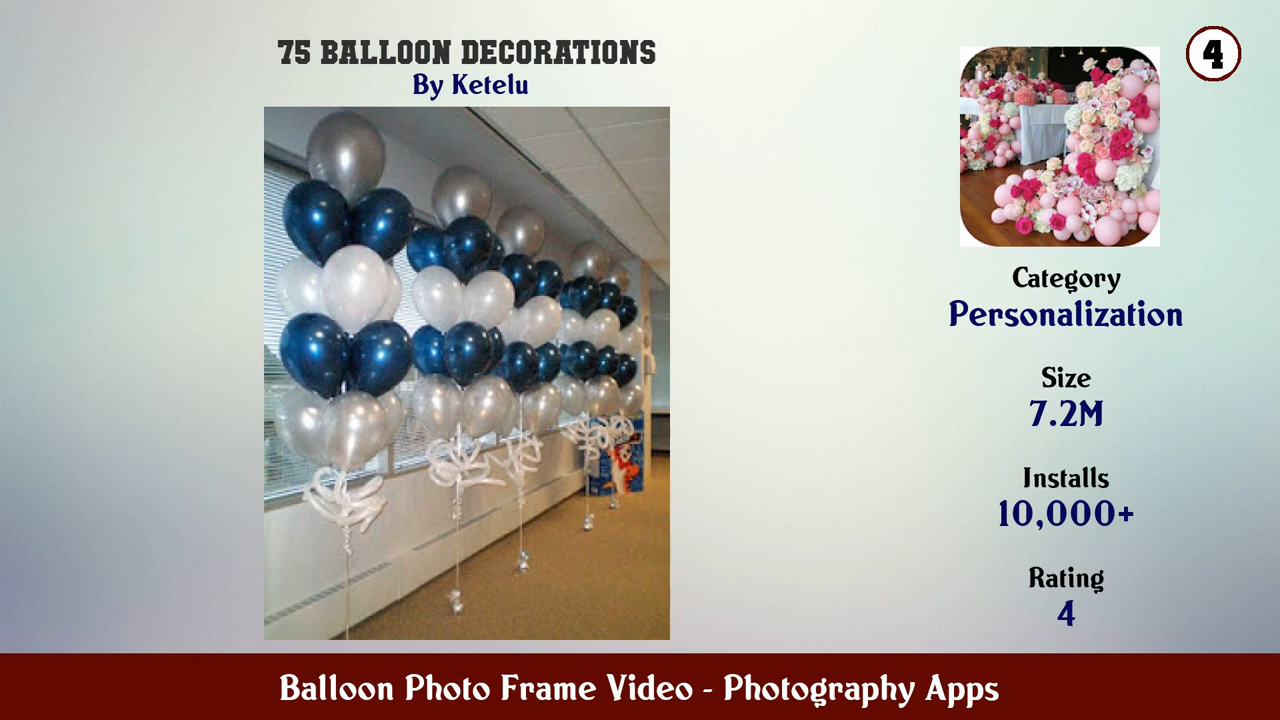 75 BALLOON DECORATIONS
By Ketelu
4
Category
Personalization
Size
7.2M
Installs
10,000+
Rating
4
Balloon Photo Frame Video - Photography Apps